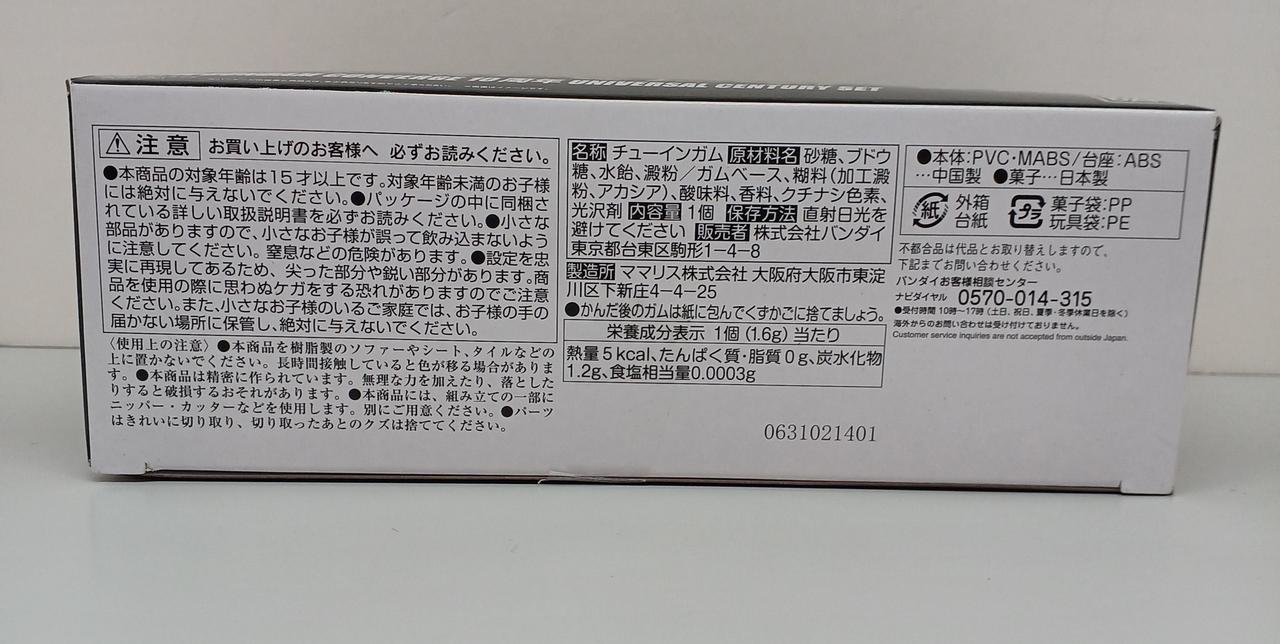 CONVERGE 10周年 UNIVERSAL CENTURY SET
注意 お買い上げのお客様へ 必ずお読みください。
●本商品の対象年齢は15才以上です。対象年齢未満のお子様
には絶対に与えないでください。●パッケージの中に同梱さ
れている詳しい取扱説明書を必ずお読みください。●小さな
部品がありますので、小さなお子様が誤って飲み込まないよう
に注意してください。窒息などの危険があります。●設定を忠
実に再現してあるため、尖った部分や鋭い部分があります。商
品を使用の際に思わぬケガをする恐れがありますのでご注意
ください。また、小さなお子様のいるご家庭では、お子様の手の
届かない場所に保管し、絶対に与えないでください。
〈使用上の注意〉●本商品を樹脂製のソファーやシート、タイルなどの
上に置かないでください。長時間接触していると色が移る場合がありま
す。●本商品は精密に作られています。無理な力を加えたり、落とした
りすると破損するおそれがあります。●本商品には、組み立ての一部に
ニッパー・カッターなどを使用します。別にご用意ください。●パーツ
はきれいに切り取り、切り取ったあとのクズは捨ててください。
名称 チューインガム 原材料名 砂糖、ブドウ
糖、水飴、澱粉／ガムベース、糊料（加工澱
粉、アカシア）、酸味料、香料、クチナシ色素、
光沢剤 内容量 1個 保存方法 直射日光を
避けてください 販売者 株式会社バンダイ
東京都台東区駒形1-4-8
製造所 ママリス株式会社 大阪府大阪市東淀
川区下新庄4-4-25
●かんだ後のガムは紙に包んでくずかごに捨てましょう。
栄養成分表示 1個（1.6g）当たり
熱量5kcal、たんぱく質・脂質0g、炭水化物
1.2g、食塩相当量0.0003g
0631021401
●本体：PVC・MABS/台座：ABS
…中国製 ●菓子…日本製
紙 外箱
台紙
プラ 菓子袋：PP
玩具袋：PE
不都合品は代品とお取り替えしますので、
下記までお問い合わせください。
バンダイお客様相談センター
ナビダイヤル 0570-014-315
●受付時間 10時～17時（土日、祝日、夏季・冬季休業日を除く）
海外からのお問い合わせは受け付けておりません。
Customer service inquiries are not accepted from outside Japan.